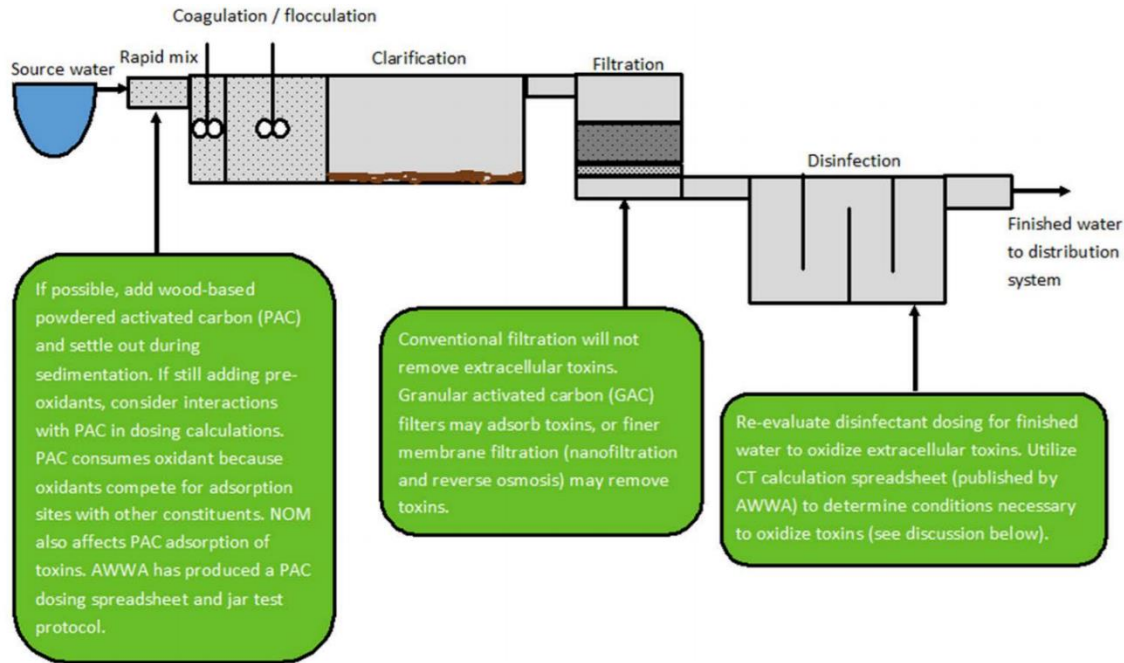 Coagulation / flocculation
Rapid mix
Source water
Clarification
Filtration
Disinfection
Finished water
to distribution
system
If possible, add wood-based
powdered activated carbon (PAC)
and settle out during
sedimentation. If still adding pre-
oxidants, consider interactions
with PAC in dosing calculations.
PAC consumes oxidant because
oxidants compete for adsorption
sites with other constituents. NOM
also affects PAC adsorption of
toxins. AWWA has produced a PAC
dosing spreadsheet and jar test
protocol.
Conventional filtration will not
remove extracellular toxins.
Granular activated carbon (GAC)
filters may adsorb toxins, or finer
membrane filtration (nanofiltration
and reverse osmosis) may remove
toxins.
Re-evaluate disinfectant dosing for finished
water to oxidize extracellular toxins. Utilize
CT calculation spreadsheet (published by
AWWA) to determine conditions necessary
to oxidize toxins (see discussion below).